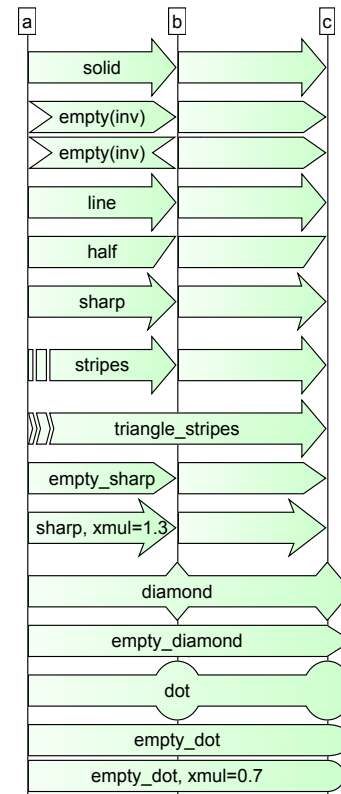 a b c
solid
empty(inv)
empty(inv)
line
half
sharp
stripes
triangle_stripes
empty_sharp
sharp, xmul=1.3
diamond
empty_diamond
dot
empty_dot
empty_dot, xmul=0.7